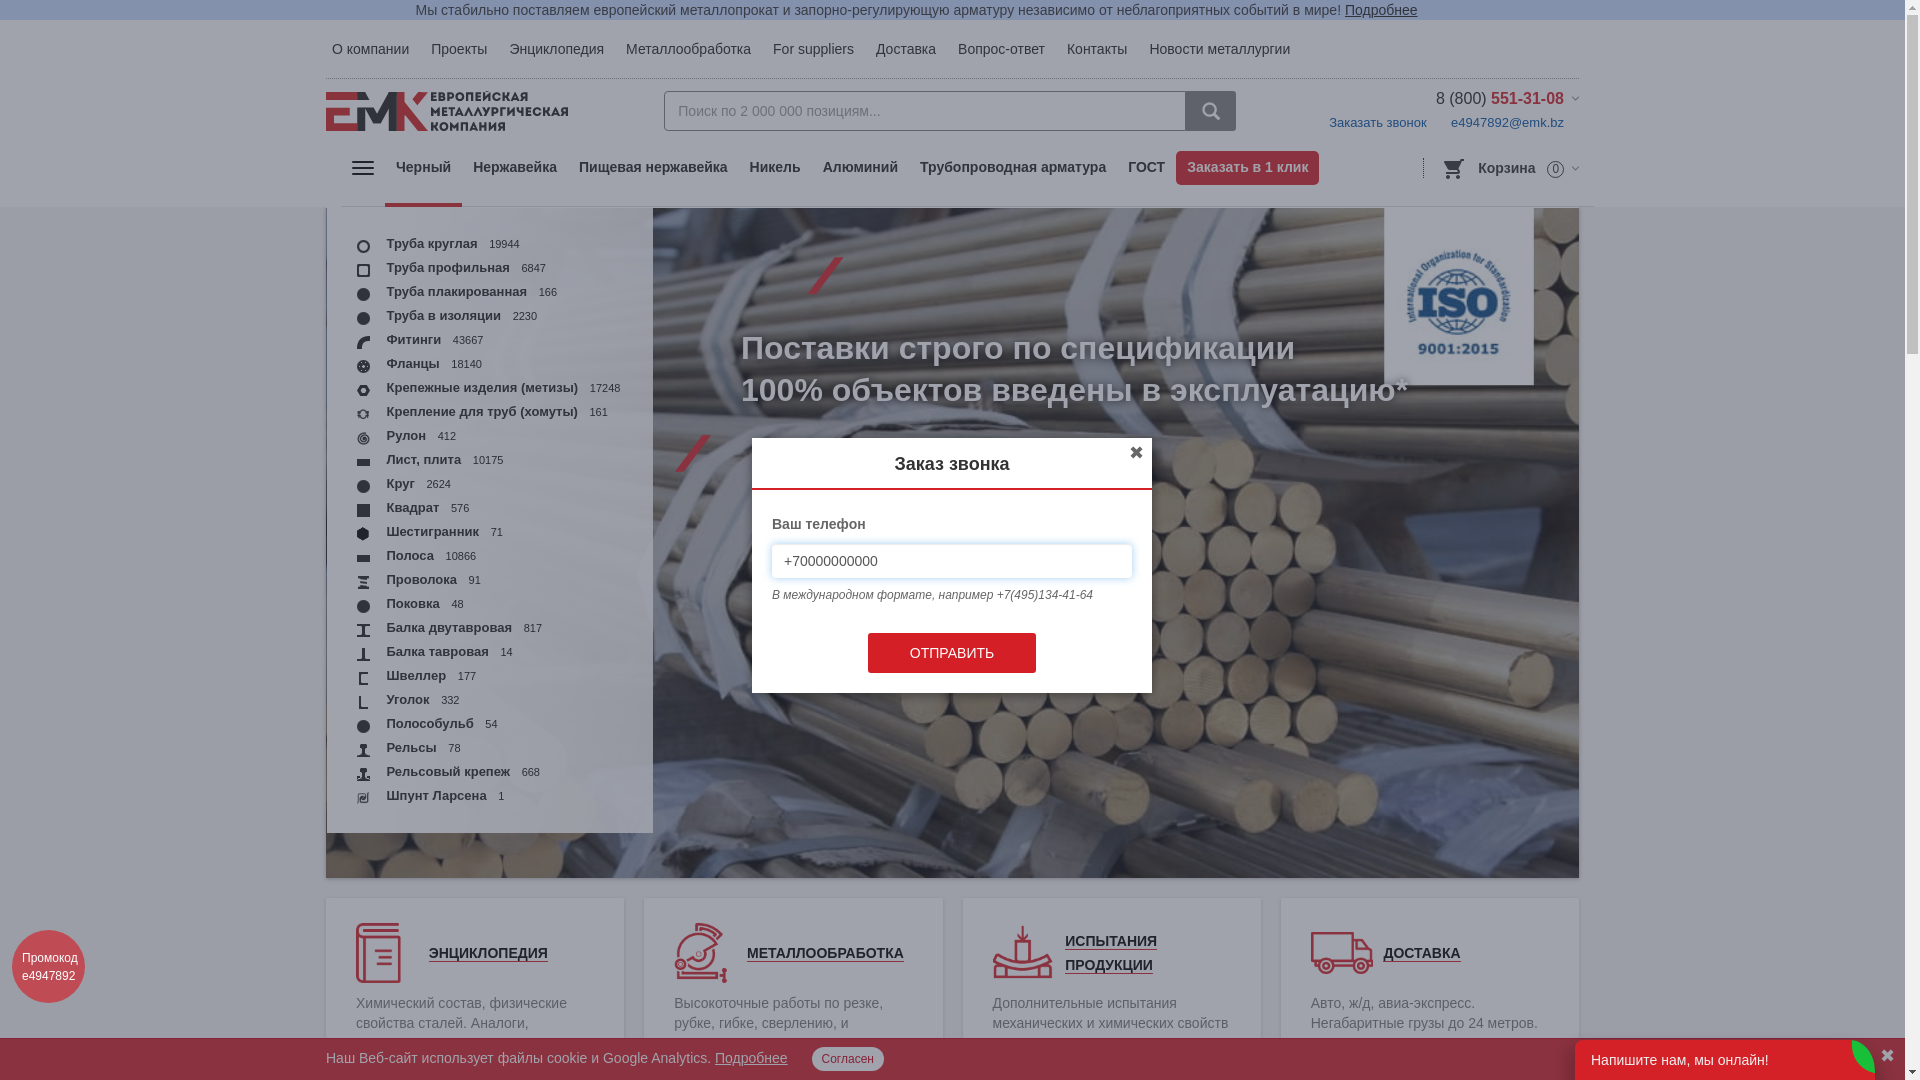 Мы стабильно поставляем европейский металлопрокат и запорно-регулирующую арматуру независимо от неблагоприятных событий в мире! Подробнее
О компании Проекты Энциклопедия Металлообработка For suppliers Доставка Вопрос-ответ Контакты Новости металлургии
ЕМК ЕВРОПЕЙСКАЯ
МЕТАЛЛУРГИЧЕСКАЯ
КОМПАНИЯ
Поиск по 2 000 000 позициям...
8 (800) 551-31-08
Заказать звонок e4947892@emk.bz
Черный Нержавейка Пищевая нержавейка Никель Алюминий Трубопроводная арматура ГОСТ Заказать в 1 клик
Корзина 0
Труба круглая 19944
Труба профильная 6847
Труба плакированная 166
Труба в изоляции 2230
Фитинги 43667
Фланцы 18140
Крепежные изделия (метизы) 17248
Крепление для труб (хомуты) 161
Рулон 412
Лист, плита 10175
Круг 2624
Квадрат 576
Шестигранник 71
Полоса 10866
Проволока 91
Поковка 48
Балка двутавровая 817
Балка тавровая 14
Швеллер 177
Уголок 332
Полособульб 54
Рельсы 78
Рельсовый крепеж 668
Шпунт Ларсена 1
International Organization for Standardization
ISO
9001:2015
Поставки строго по спецификации
100% объектов введены в эксплуатацию*
Заказ звонка
✖
Ваш телефон
+70000000000
В международном формате, например +7(495)134-41-64
ОТПРАВИТЬ
Промокод
e4947892
ЭНЦИКЛОПЕДИЯ
Химический состав, физические
свойства сталей. Аналоги,
МЕТАЛЛООБРАБОТКА
Высокоточные работы по резке,
рубке, гибке, сверлению, и
ИСПЫТАНИЯ
ПРОДУКЦИИ
Дополнительные испытания
механических и химических свойств
ДОСТАВКА
Авто, ж/д, авиа-экспресс.
Негабаритные грузы до 24 метров.
Наш Веб-сайт использует файлы cookie и Google Analytics. Подробнее Согласен
Напишите нам, мы онлайн!
✖